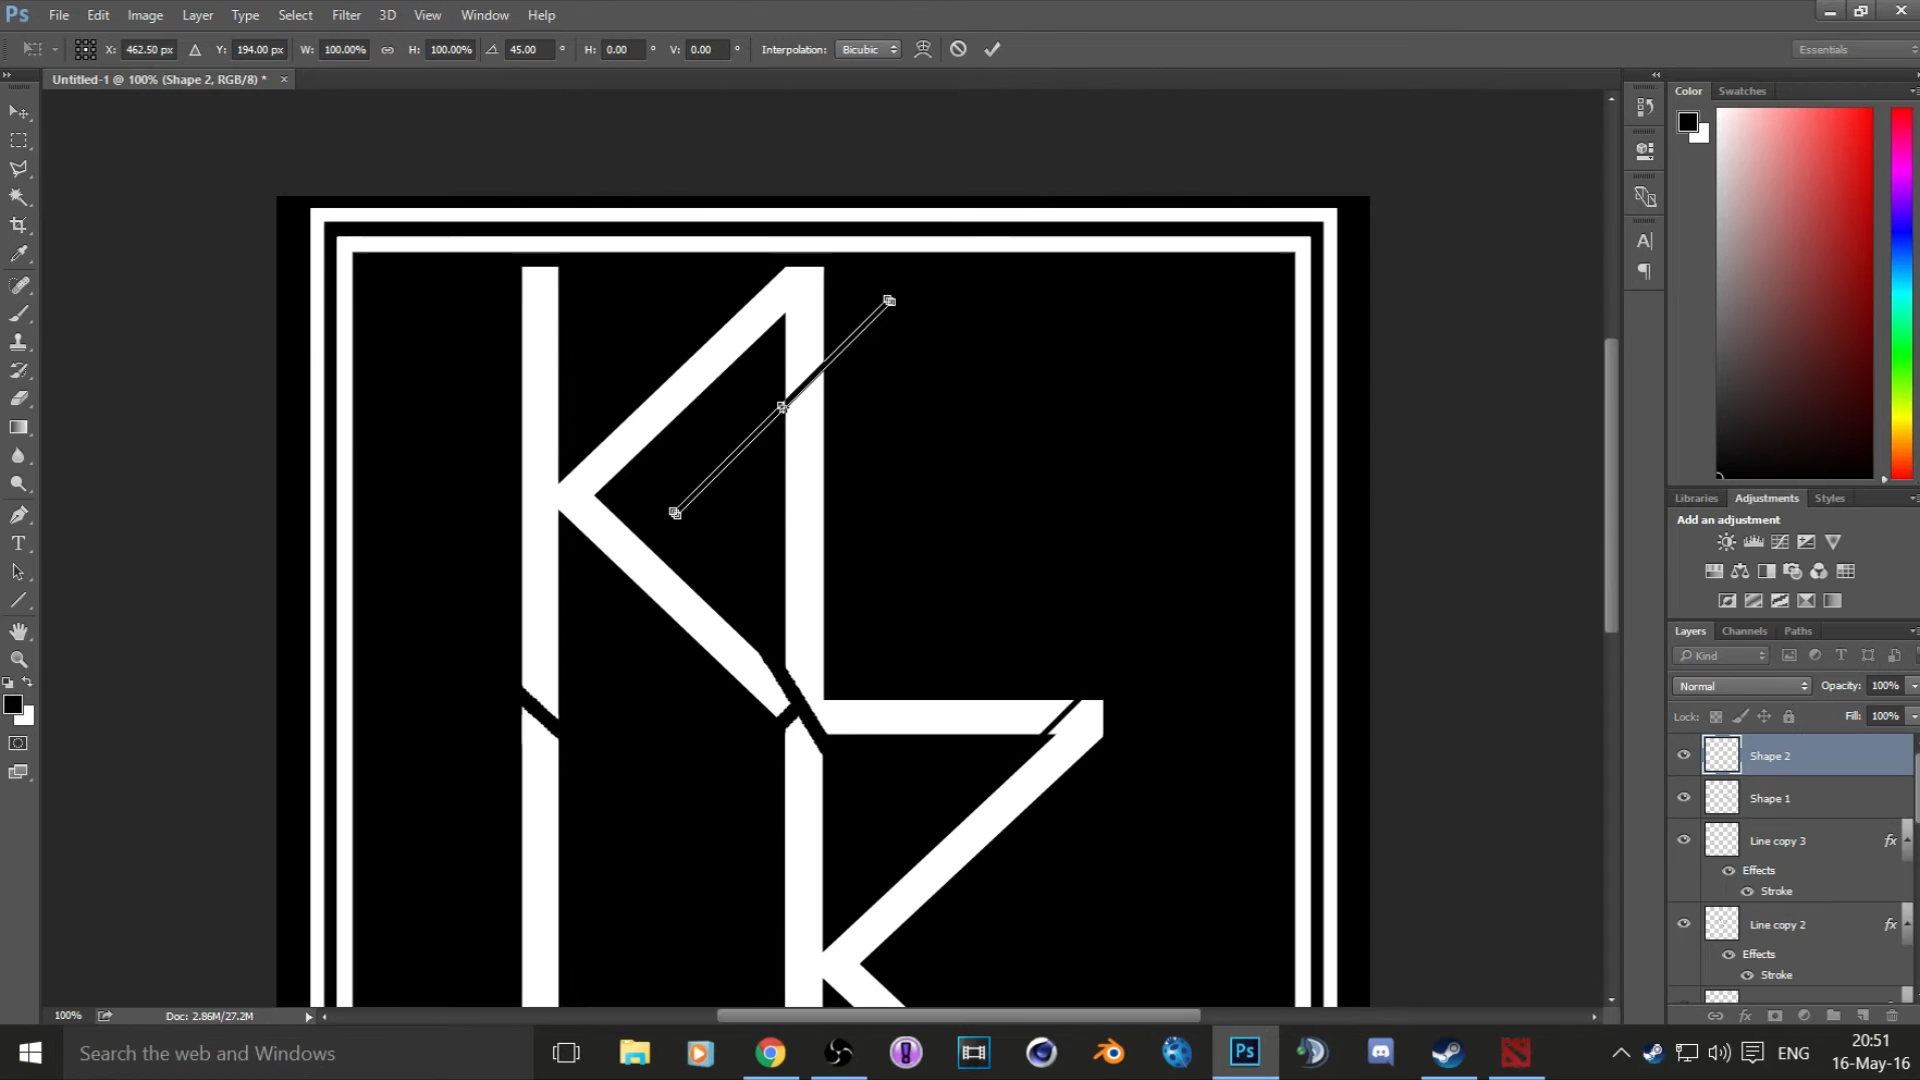 Ps File Edit Image Layer Type Select Filter 3D View Window Help
X: 462.50 px Y: 194.00 px W: 100.00% H: 100.00% 45.00 ° H: 0.00 ° V: 0.00 ° Interpolation: Bicubic Essentials
Untitled-1 @ 100% (Shape 2, RGB/8) *
Color Swatches
Libraries Adjustments Styles
Add an adjustment
Layers Channels Paths
Kind
Normal Opacity: 100%
Lock: Fill: 100%
Shape 2
Shape 1
Line copy 3 fx
Effects
Stroke
Line copy 2 fx
Effects
Stroke
100% Doc: 2.86M/27.2M
Search the web and Windows
Ps
ENG
20:51
16-May-16